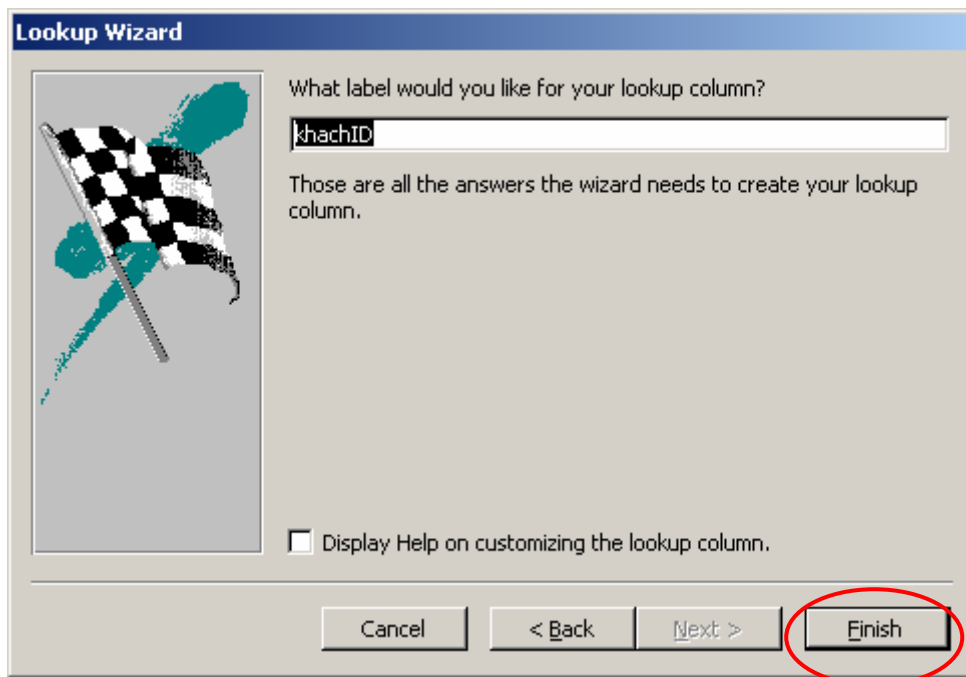 Lookup Wizard
What label would you like for your lookup column?
khachID
Those are all the answers the wizard needs to create your lookup
column.
Display Help on customizing the lookup column.
Cancel
< Back
Next >
Finish